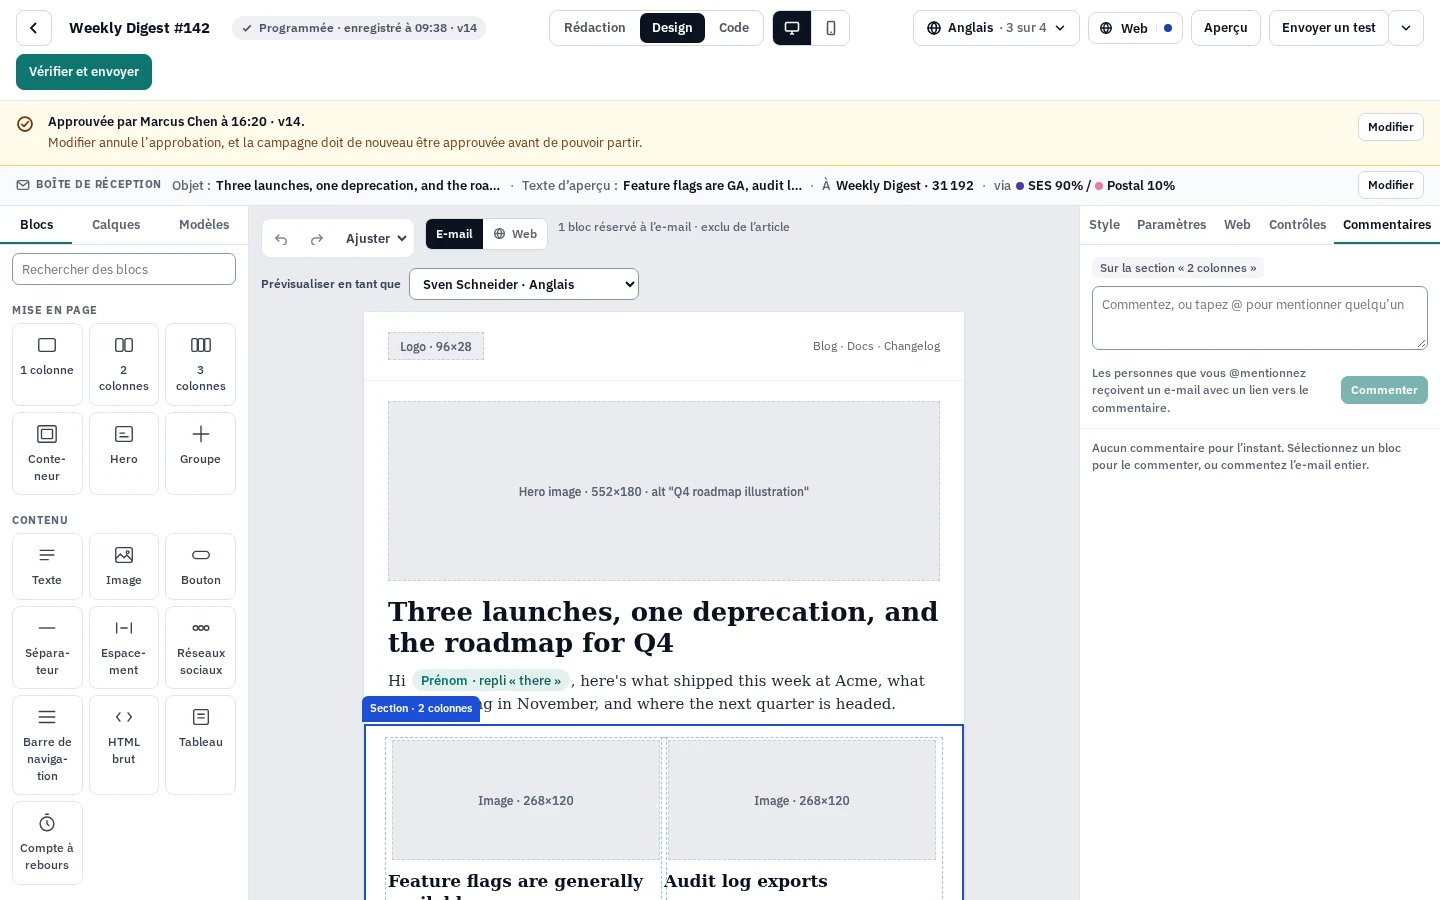 Weekly Digest #142
Programmée · enregistré à 09:38 · v14
Rédaction
Design
Code
Anglais · 3 sur 4
Web
Aperçu
Envoyer un test
Vérifier et envoyer
Approuvée par Marcus Chen à 16:20 · v14.
Modifier annule l’approbation, et la campagne doit de nouveau être approuvée avant de pouvoir partir.
Modifier
BOÎTE DE RÉCEPTION
Objet : Three launches, one deprecation, and the roa… · Texte d’aperçu : Feature flags are GA, audit l… · À Weekly Digest · 31 192 · via SES 90% / Postal 10%
Modifier
Blocs
Calques
Modèles
Rechercher des blocs
MISE EN PAGE
1 colonne
2
colonnes
3
colonnes
Conte-
neur
Hero
Groupe
CONTENU
Texte
Image
Bouton
Sépara-
teur
Espace-
ment
Réseaux
sociaux
Barre de
naviga-
tion
HTML
brut
Tableau
Compte à
rebours
Ajuster
E-mail
Web
1 bloc réservé à l’e-mail · exclu de l’article
Prévisualiser en tant que
Sven Schneider · Anglais
Logo · 96×28
Blog · Docs · Changelog
Hero image · 552×180 · alt "Q4 roadmap illustration"
Three launches, one deprecation, and
the roadmap for Q4
Hi Prénom · repli « there » , here's what shipped this week at Acme, what
in November, and where the next quarter is headed.
Section · 2 colonnes
Image · 268×120
Image · 268×120
Feature flags are generally
Audit log exports
Style
Paramètres
Web
Contrôles
Commentaires
Sur la section « 2 colonnes »
Commentez, ou tapez @ pour mentionner quelqu’un
Les personnes que vous @mentionnez
reçoivent un e-mail avec un lien vers le
commentaire.
Commenter
Aucun commentaire pour l’instant. Sélectionnez un bloc
pour le commenter, ou commentez l’e-mail entier.